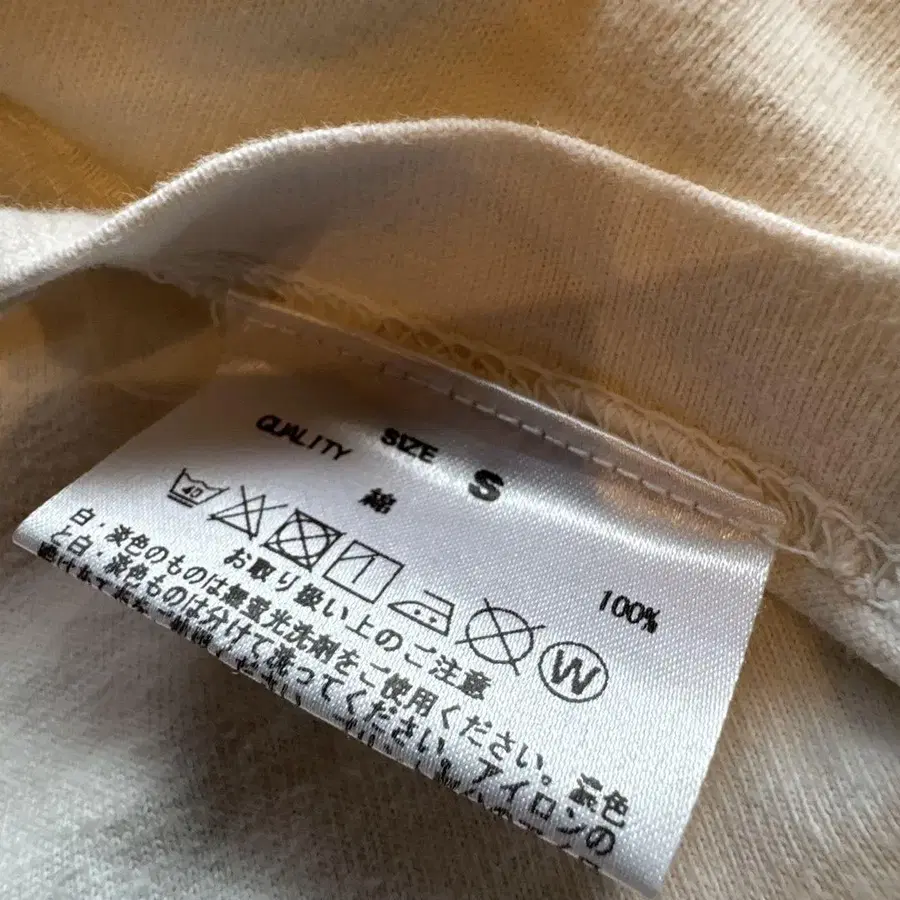 QUALITY SIZE S
綿 100%
40 W
お取り扱い上のご注意
白・淡色のものは無蛍光洗剤をご使用ください。濃色
と白・淡色ものは分けて洗ってください。アイロンの